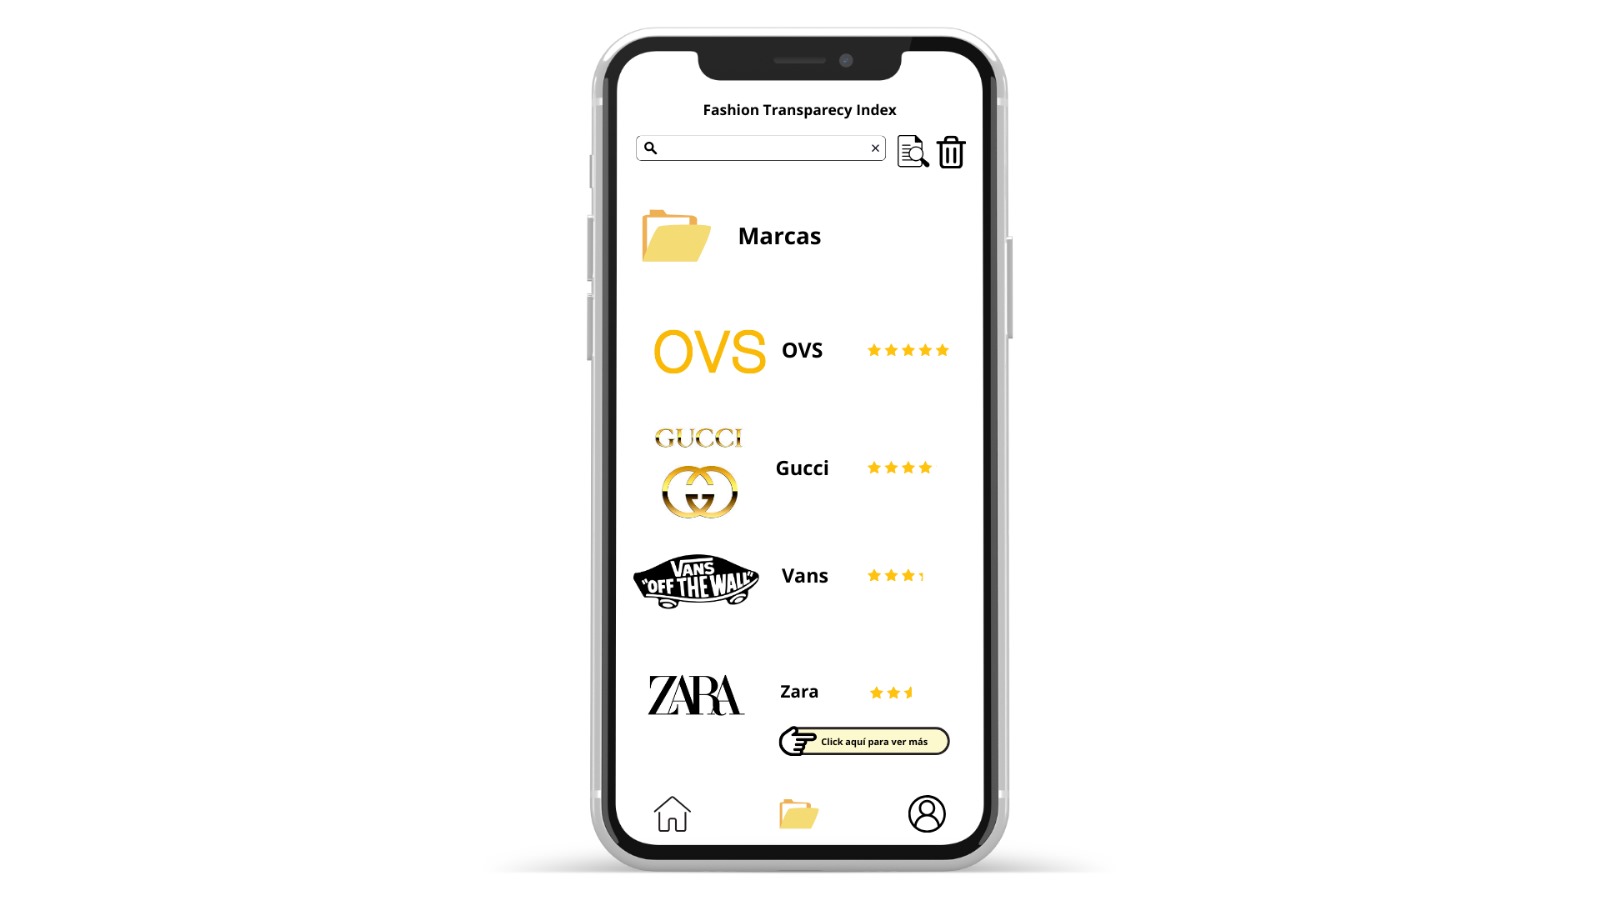 Fashion Transparecy Index
Marcas
OVS OVS
GUCCI
Gucci
VANS
"OFF THE WALL"
Vans
ZARA Zara
Click aquí para ver más